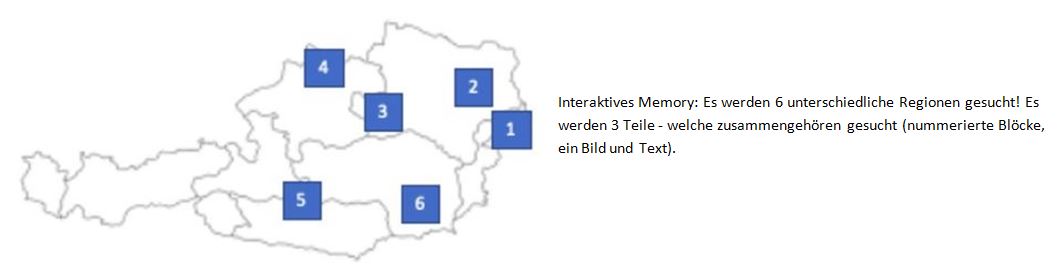 4
2
3
1
5
6
Interaktives Memory: Es werden 6 unterschiedliche Regionen gesucht! Es
werden 3 Teile - welche zusammengehören gesucht (nummerierte Blöcke,
ein Bild und Text).